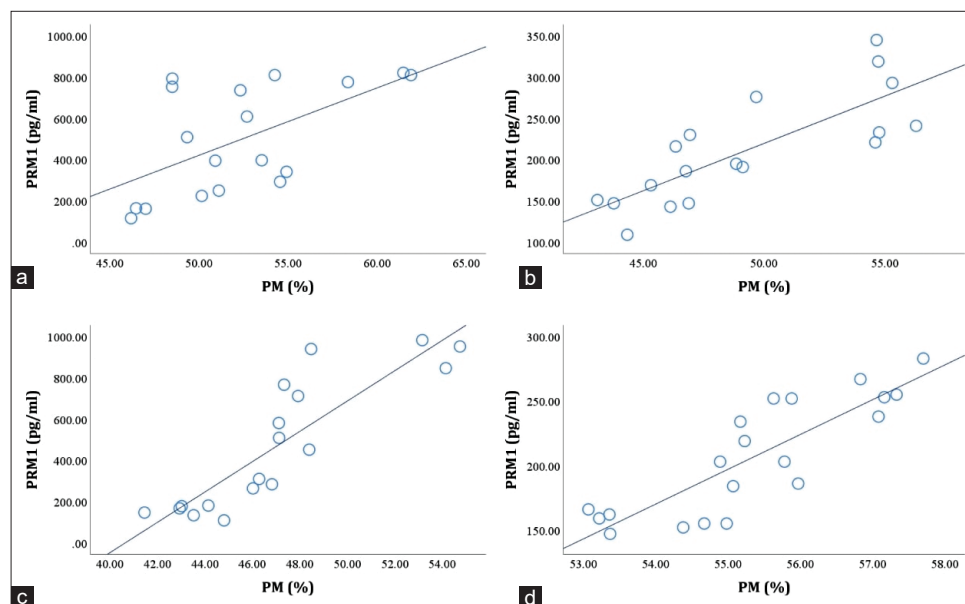 1000.00
800.00
600.00
400.00
200.00
.00
PRM1 (pg/ml)
45.00 50.00 55.00 60.00 65.00
PM (%)
a
350.00
300.00
250.00
200.00
150.00
100.00
PRM1 (pg/ml)
45.00 50.00 55.00
PM (%)
b
1000.00
800.00
600.00
400.00
200.00
.00
PRM1 (pg/ml)
40.00 42.00 44.00 46.00 48.00 50.00 52.00 54.00
PM (%)
c
300.00
250.00
200.00
150.00
PRM1 (pg/ml)
53.00 54.00 55.00 56.00 57.00 58.00
PM (%)
d